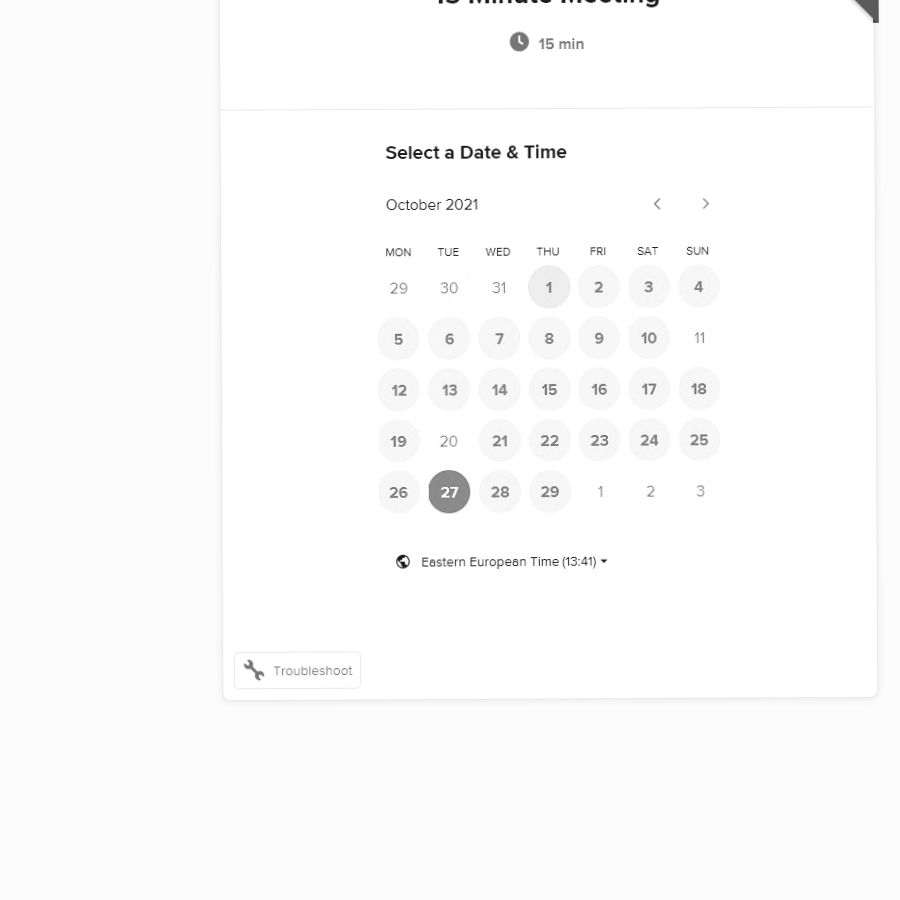 15 Minute Meeting
15 min
Select a Date & Time
October 2021
MON TUE WED THU FRI SAT SUN
29 30 31 1 2 3 4
5 6 7 8 9 10 11
12 13 14 15 16 17 18
19 20 21 22 23 24 25
26 27 28 29 1 2 3
Eastern European Time (13:41)
Troubleshoot